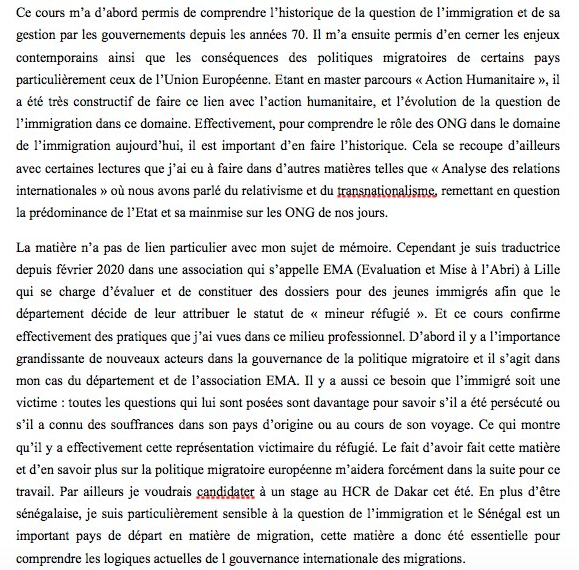 Ce cours m’a d’abord permis de comprendre l’historique de la question de l’immigration et de sa
gestion par les gouvernements depuis les années 70. Il m’a ensuite permis d’en cerner les enjeux
contemporains ainsi que les conséquences des politiques migratoires de certains pays
particulièrement ceux de l’Union Européenne. Etant en master parcours « Action Humanitaire », il
a été très constructif de faire ce lien avec l’action humanitaire, et l’évolution de la question de
l’immigration dans ce domaine. Effectivement, pour comprendre le rôle des ONG dans le domaine
de l’immigration aujourd’hui, il est important d’en faire l’historique. Cela se recoupe d’ailleurs
avec certaines lectures que j’ai eu à faire dans d’autres matières telles que « Analyse des relations
internationales » où nous avons parlé du relativisme et du transnationalisme, remettant en question
la prédominance de l’Etat et sa mainmise sur les ONG de nos jours.
La matière n’a pas de lien particulier avec mon sujet de mémoire. Cependant je suis traductrice
depuis février 2020 dans une association qui s’appelle EMA (Evaluation et Mise à l’Abri) à Lille
qui se charge d’évaluer et de constituer des dossiers pour des jeunes immigrés afin que le
département décide de leur attribuer le statut de « mineur réfugié ». Et ce cours confirme
effectivement des pratiques que j’ai vues dans ce milieu professionnel. D’abord il y a l’importance
grandissante de nouveaux acteurs dans la gouvernance de la politique migratoire et il s’agit dans
mon cas du département et de l’association EMA. Il y a aussi ce besoin que l’immigré soit une
victime : toutes les questions qui lui sont posées sont davantage pour savoir s’il a été persécuté ou
s’il a connu des souffrances dans son pays d’origine ou au cours de son voyage. Ce qui montre
qu’il y a effectivement cette représentation victimaire du réfugié. Le fait d’avoir fait cette matière
et d’en savoir plus sur la politique migratoire européenne m’aidera forcément dans la suite pour ce
travail. Par ailleurs je voudrais candidater à un stage au HCR de Dakar cet été. En plus d’être
sénégalaise, je suis particulièrement sensible à la question de l’immigration et le Sénégal est un
important pays de départ en matière de migration, cette matière a donc été essentielle pour
comprendre les logiques actuelles de l gouvernance internationale des migrations.